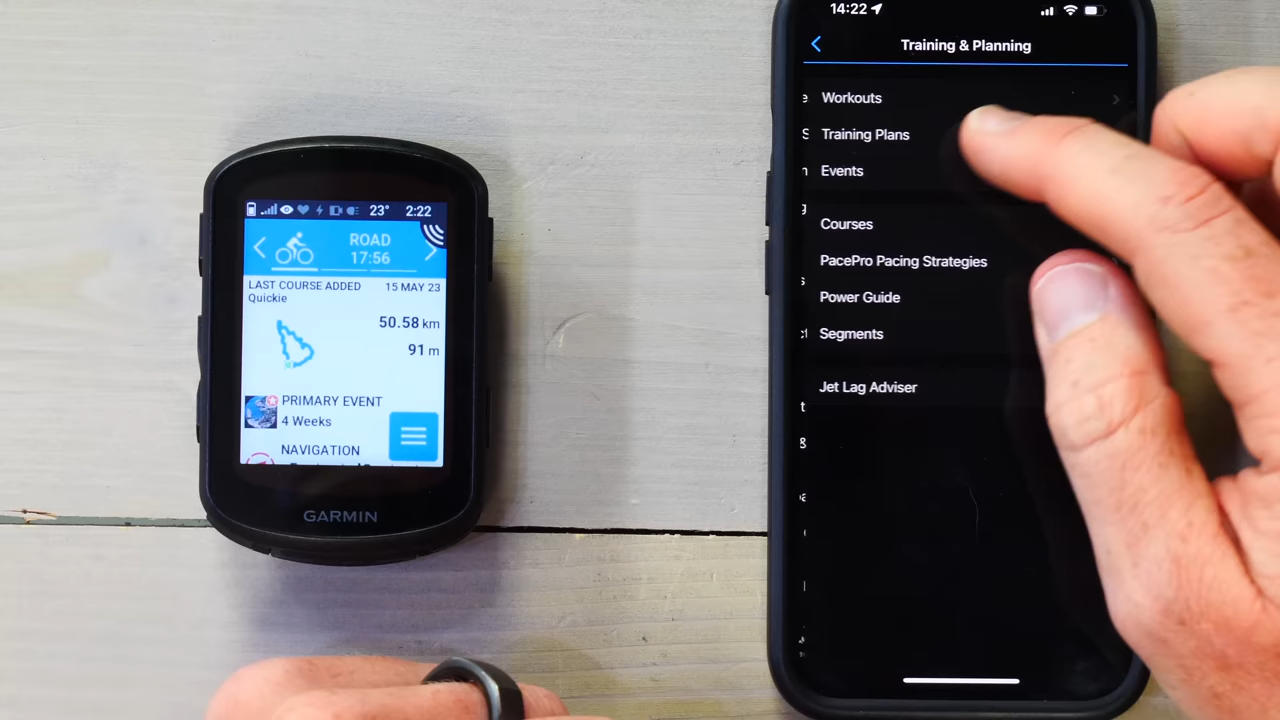 23° 2:22
ROAD
17:56
LAST COURSE ADDED 15 MAY 23
Quickie
50.58 km
91 m
PRIMARY EVENT
4 Weeks
NAVIGATION
GARMIN
14:22
Training & Planning
Workouts
Training Plans
Events
Courses
PacePro Pacing Strategies
Power Guide
Segments
Jet Lag Adviser